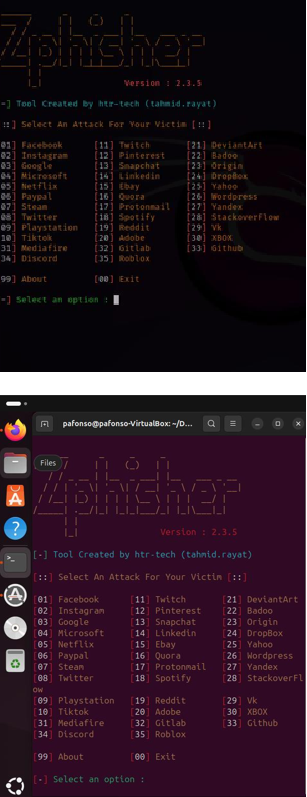 Version : 2.3.5
=] Tool Created by htr-tech (tahmid.rayat)
::] Select An Attack For Your Victim [::]
01] Facebook [11] Twitch [21] DeviantArt
02] Instagram [12] Pinterest [22] Badoo
03] Google [13] Snapchat [23] Origin
04] Microsoft [14] Linkedin [24] DropBox
05] Netflix [15] Ebay [25] Yahoo
06] Paypal [16] Quora [26] Wordpress
07] Steam [17] Protonmail [27] Yandex
08] Twitter [18] Spotify [28] Stackoverflow
09] Playstation [19] Reddit [29] Vk
10] Tiktok [20] Adobe [30] XBOX
31] Mediafire [32] Gitlab [33] Github
34] Discord [35] Roblox
99] About [00] Exit
=] Select an option :
pafonso@pafonso-VirtualBox: ~/D...
Files
Version : 2.3.5
[-] Tool Created by htr-tech (tahmid.rayat)
[::] Select An Attack For Your Victim [::]
[01] Facebook [11] Twitch [21] DeviantArt
[02] Instagram [12] Pinterest [22] Badoo
[03] Google [13] Snapchat [23] Origin
[04] Microsoft [14] Linkedin [24] DropBox
[05] Netflix [15] Ebay [25] Yahoo
[06] Paypal [16] Quora [26] Wordpress
[07] Steam [17] Protonmail [27] Yandex
[08] Twitter [18] Spotify [28] StackoverFl
ow
[09] Playstation [19] Reddit [29] Vk
[10] Tiktok [20] Adobe [30] XBOX
[31] Mediafire [32] Gitlab [33] Github
[34] Discord [35] Roblox
[99] About [00] Exit
[-] Select an option :